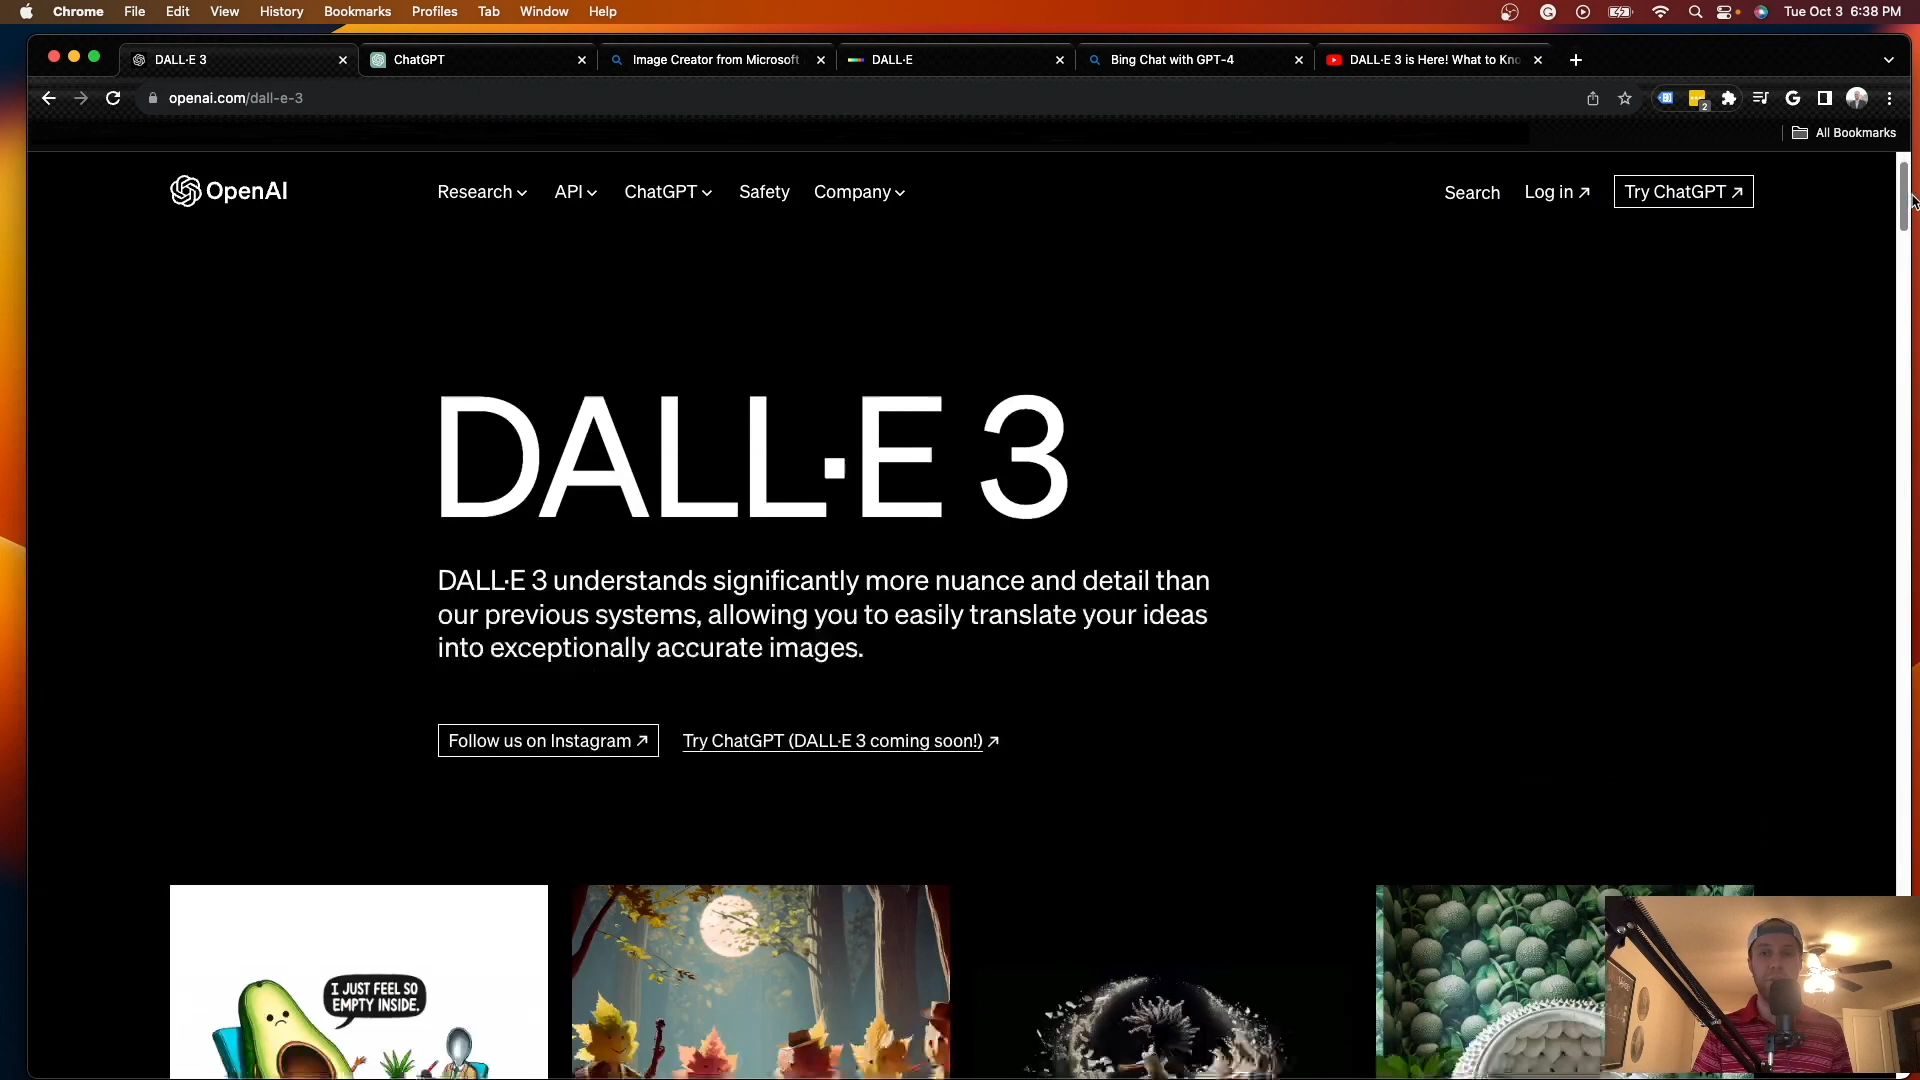 Chrome File Edit View History Bookmarks Profiles Tab Window Help Tue Oct 3 6:38 PM
DALL·E 3
ChatGPT
Image Creator from Microsoft
DALL·E
Bing Chat with GPT-4
DALL·E 3 is Here! What to Kno
openai.com/dall-e-3
2
All Bookmarks
OpenAI
Research API ChatGPT Safety Company Search Log in ↗ Try ChatGPT ↗
DALL·E 3
DALL·E 3 understands significantly more nuance and detail than
our previous systems, allowing you to easily translate your ideas
into exceptionally accurate images.
Follow us on Instagram ↗ Try ChatGPT (DALL·E 3 coming soon!) ↗
I JUST FEEL SO
EMPTY INSIDE.